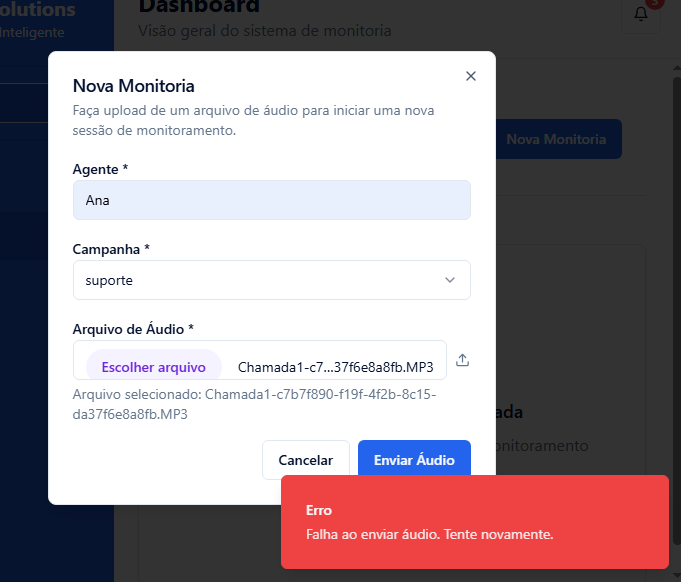 olutions
Inteligente
Dashboard
Visão geral do sistema de monitoria
3
Nova Monitoria
Nova Monitoria
Faça upload de um arquivo de áudio para iniciar uma nova
sessão de monitoramento.
Agente *
Ana
Campanha *
suporte
Arquivo de Áudio *
Escolher arquivo Chamada1-c7...37f6e8a8fb.MP3
Arquivo selecionado: Chamada1-c7b7f890-f19f-4f2b-8c15-
da37f6e8a8fb.MP3
ada
onitoramento
Cancelar Enviar Áudio
Erro
Falha ao enviar áudio. Tente novamente.